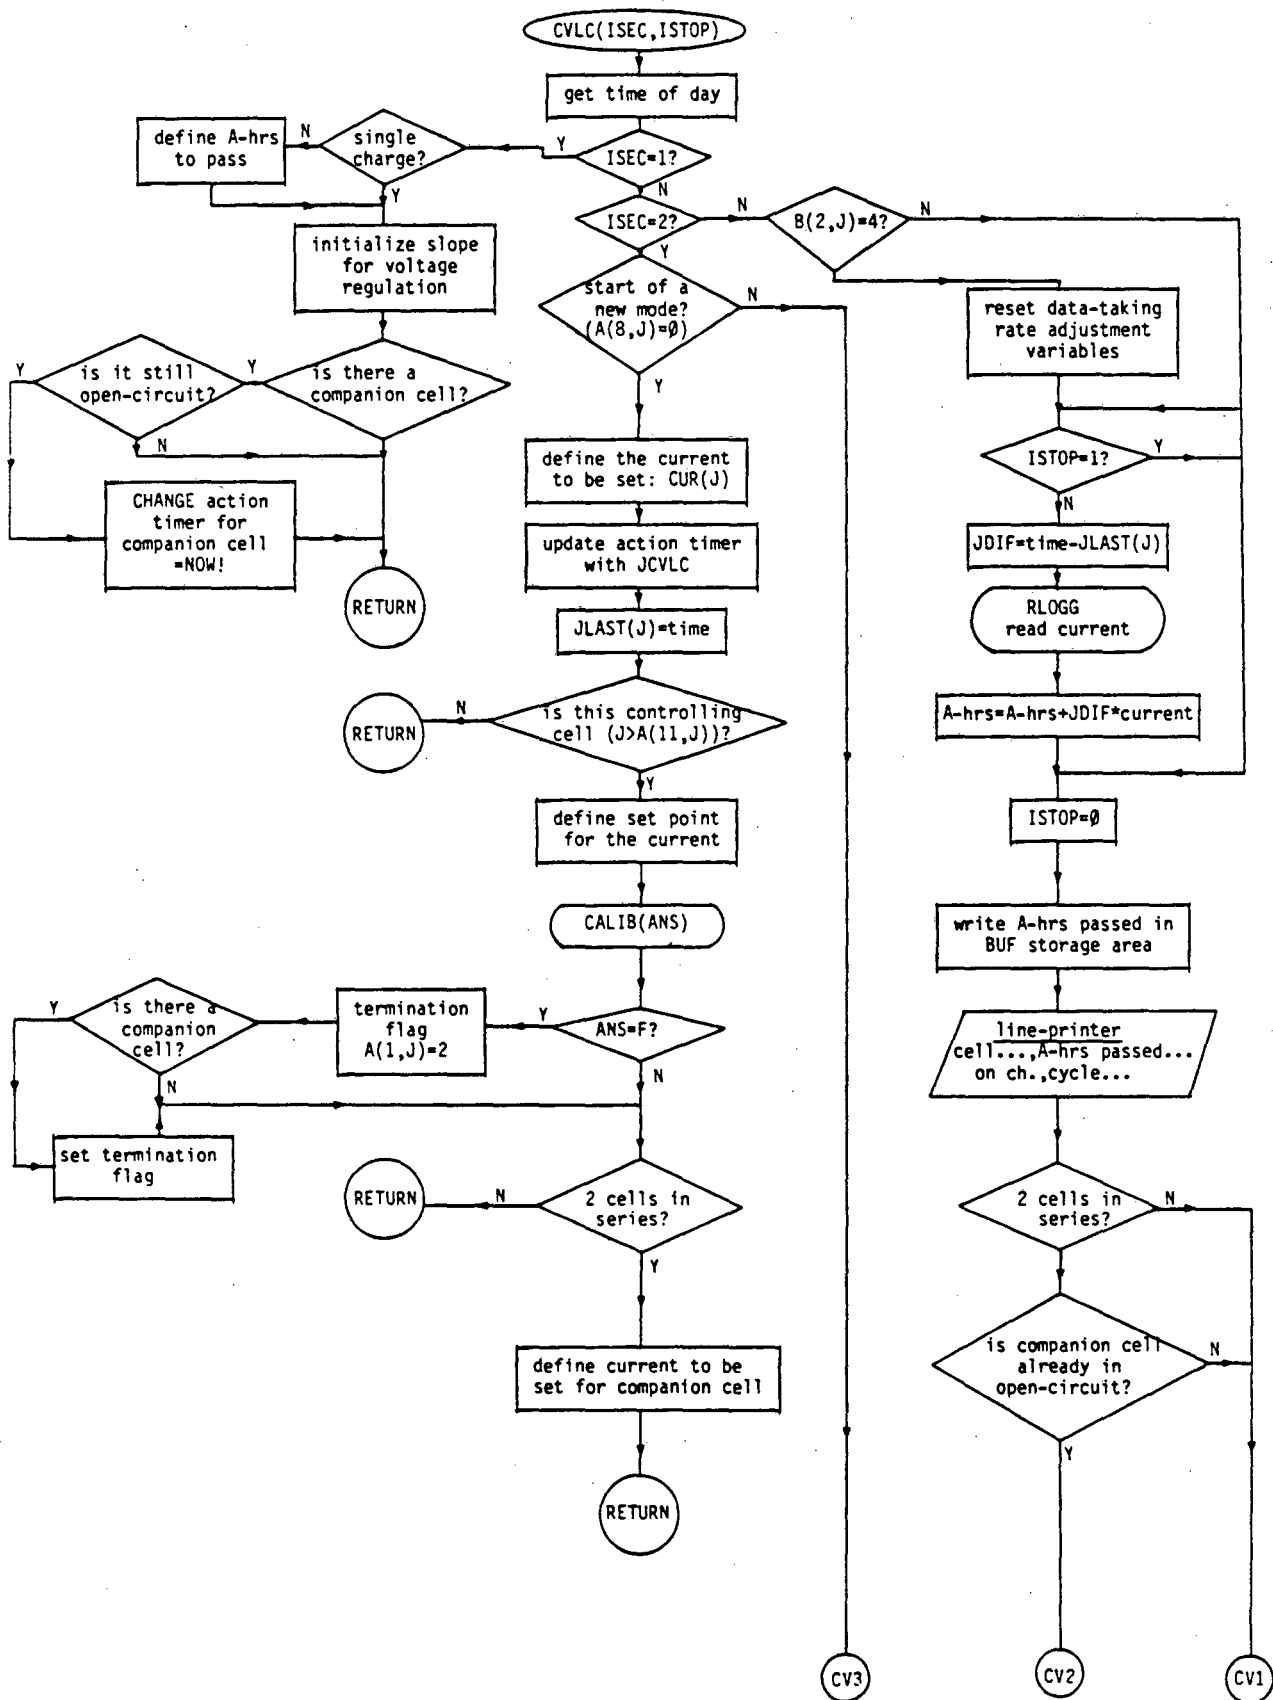 CVLC(ISEC,ISTOP)
get time of day
ISEC=1?
Y
N
single
charge?
N
Y
define A-hrs
to pass
initialize slope
for voltage
regulation
is there a
companion cell?
Y
is it still
open-circuit?
Y
N
CHANGE action
timer for
companion cell
=NOW!
RETURN
ISEC=2?
N
Y
B(2,J)=4?
N
start of a
new mode?
(A(8,J)=0)
N
Y
define the current
to be set: CUR(J)
update action timer
with JCVLC
JLAST(J)=time
is this controlling
cell (J>A(11,J))?
N
RETURN
Y
define set point
for the current
CALIB(ANS)
ANS=F?
Y
N
termination
flag
A(1,J)=2
is there a
companion
cell?
Y
N
set termination
flag
2 cells in
series?
N
RETURN
Y
define current to be
set for companion cell
RETURN
reset data-taking
rate adjustment
variables
ISTOP=1?
Y
N
JDIF=time-JLAST(J)
RLOGG
read current
A-hrs=A-hrs+JDIF*current
ISTOP=0
write A-hrs passed in
BUF storage area
line-printer
cell...,A-hrs passed...
on ch.,cycle...
2 cells in
series?
N
is companion cell
already in
open-circuit?
N
Y
CV3
CV2
CV1